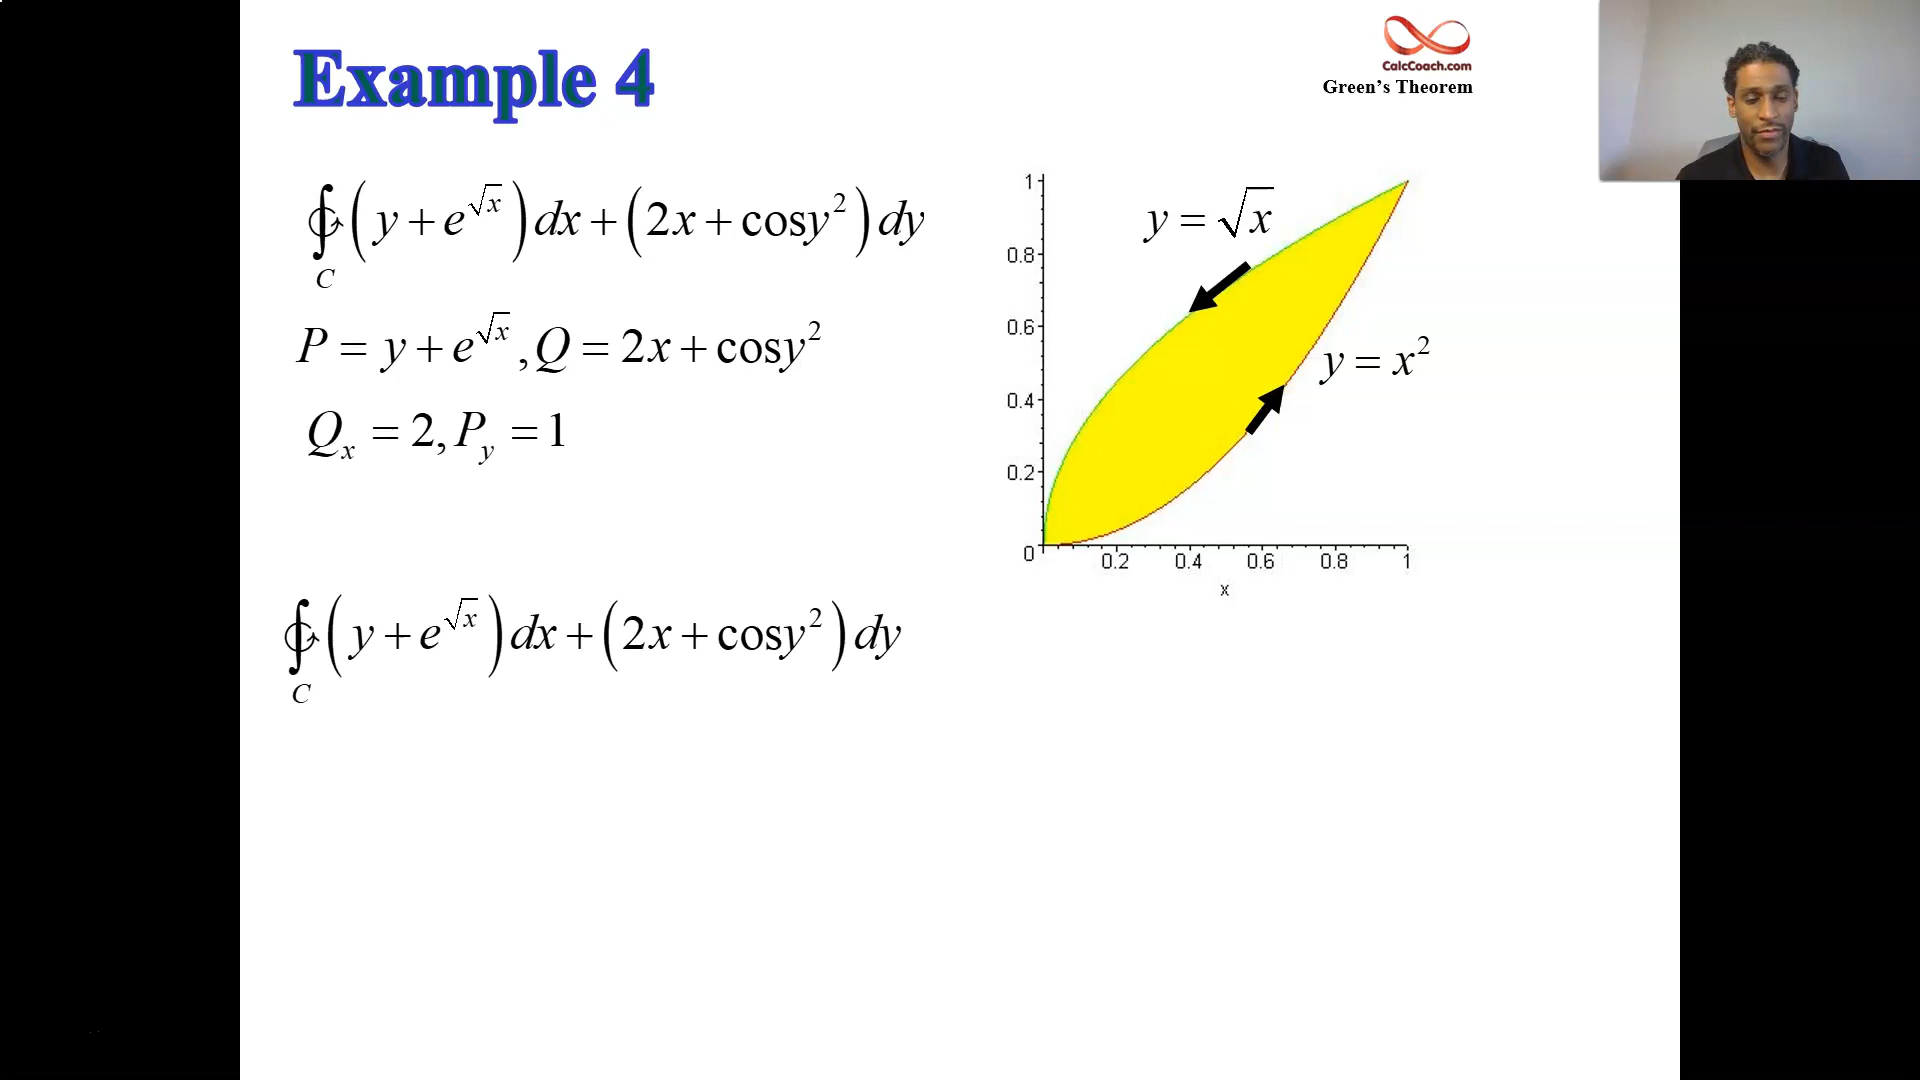 Example 4
CalcCoach.com
Green's Theorem
∮_C (y + e^√x) dx + (2x + cos y²) dy
P = y + e^√x, Q = 2x + cos y²
Q_x = 2, P_y = 1
∮_C (y + e^√x) dx + (2x + cos y²) dy
y = √x
y = x²
1
0.8
0.6
0.4
0.2
0
0.2 0.4 0.6 0.8 1
x